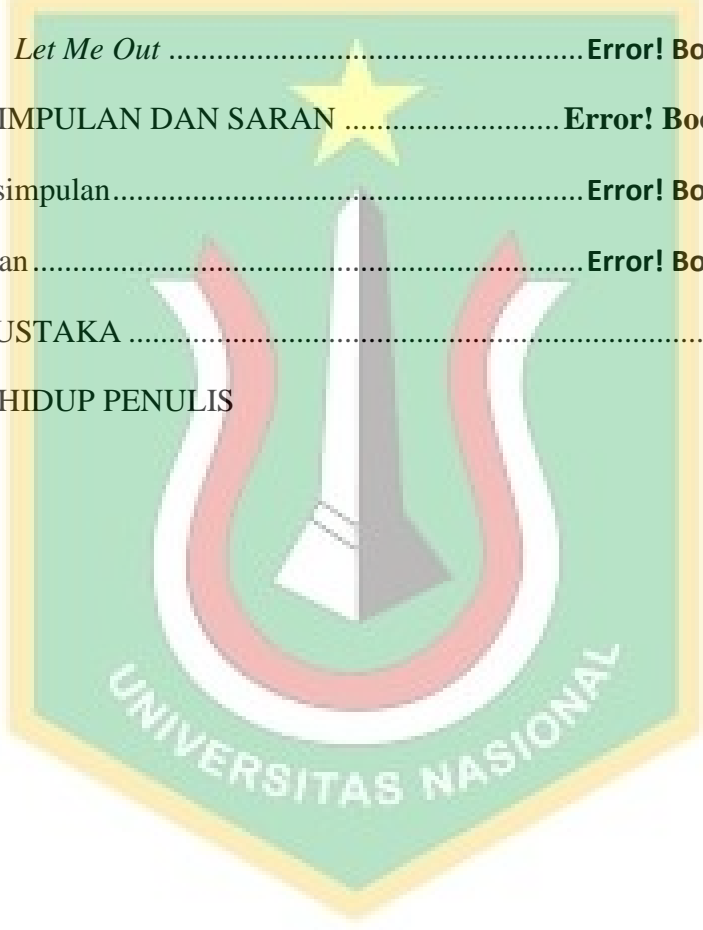 Let Me Out ................................................ Error! Bo
IMPULAN DAN SARAN ......................... Error! Boo
simpulan....................................................... Error! Bo
an ................................................................ Error! Bo
USTAKA ..................................................................
HIDUP PENULIS
UNIVERSITAS NASIONAL